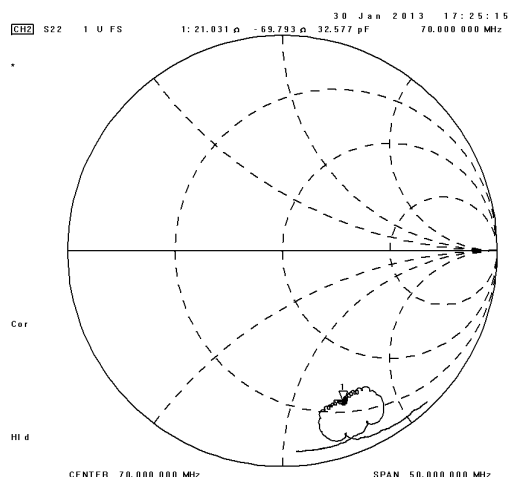 30 Jan 2013 17:25:15
CH2 S22 1 U FS 1: 21.031 Ω -69.793 Ω 32.577 pF 70.000 000 MHz
*
Cor
Hld
1
CENTER 70.000 000 MHz SPAN 50.000 000 MHz